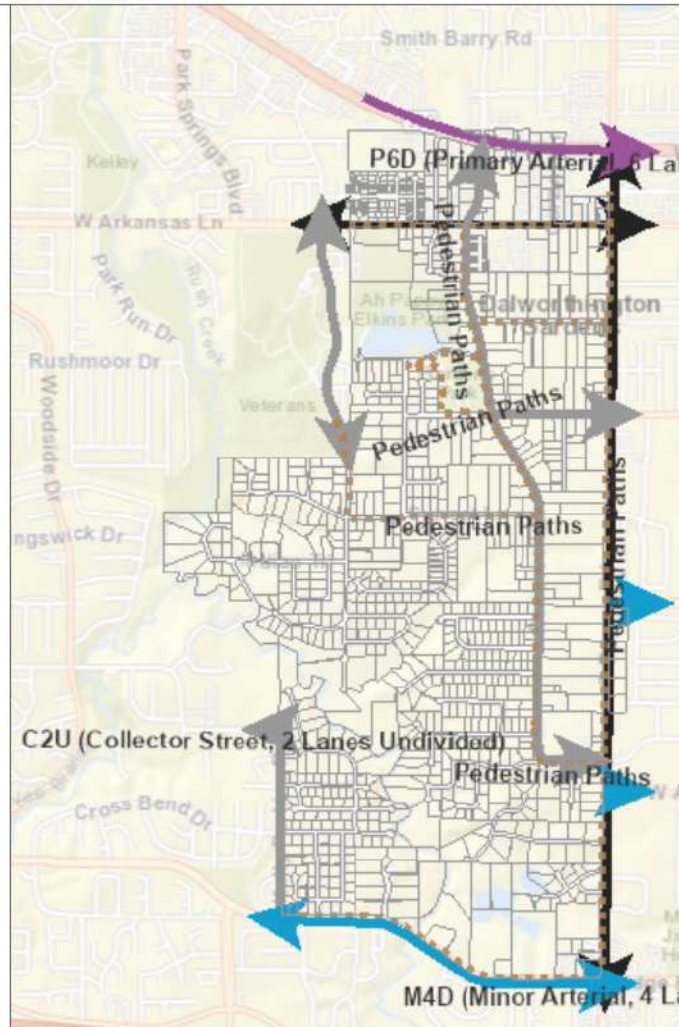 Smith Barry Rd
Park Springs Blvd
Kelley
P6D (Primary Arterial, 6 La
W Arkansas Ln
Pedestrian Paths
Park Run Dr
Rush Creek
Dalworthington
Gardens
Rushmoor Dr
Woodside Dr
Veterans
Pedestrian Paths
Pedestrian Paths
Pedestrian Paths
ngswick Dr
C2U (Collector Street, 2 Lanes Undivided)
Pedestrian Paths
Cross Bend Dr
M4D (Minor Arterial, 4 La